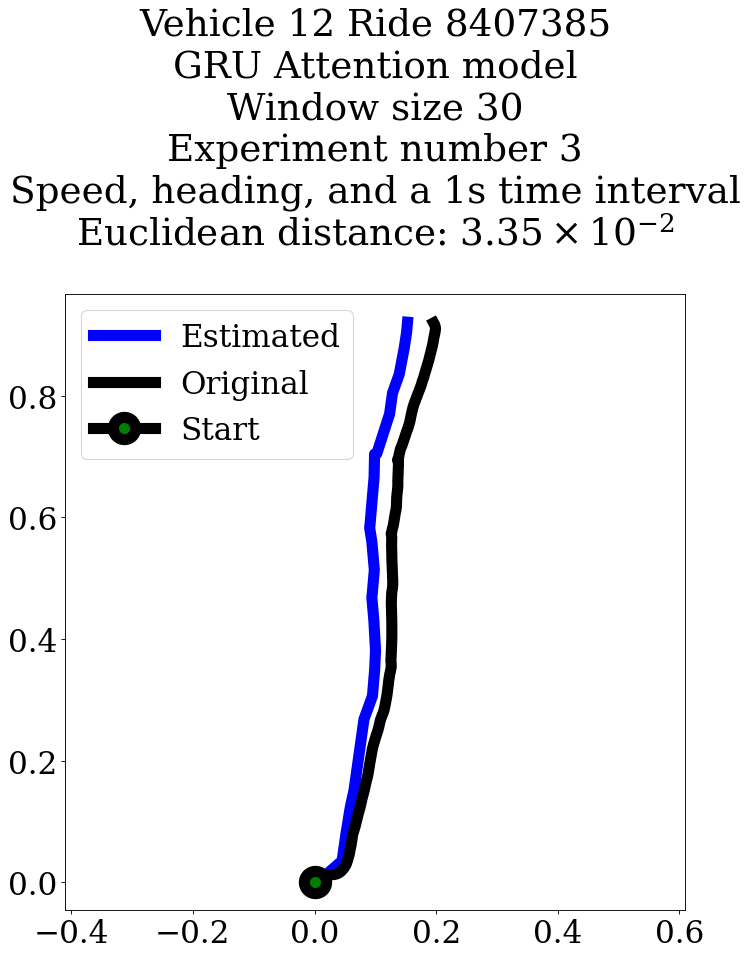 Vehicle 12 Ride 8407385
GRU Attention model
Window size 30
Experiment number 3
Speed, heading, and a 1s time interval
Euclidean distance: 3.35 × 10⁻²
Estimated
Original
Start
0.8
0.6
0.4
0.2
0.0
−0.4 −0.2 0.0 0.2 0.4 0.6